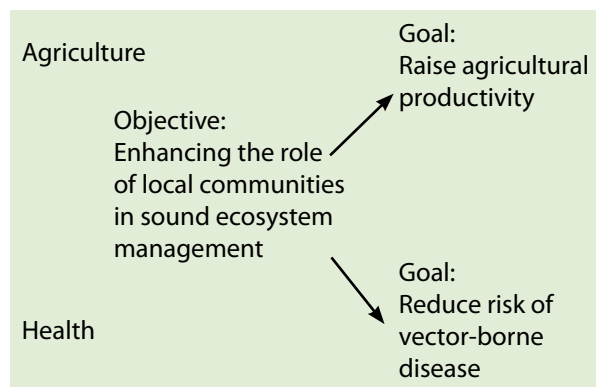 Agriculture
Goal:
Raise agricultural
productivity
Objective:
Enhancing the role
of local communities
in sound ecosystem
management
Goal:
Reduce risk of
vector-borne
disease
Health